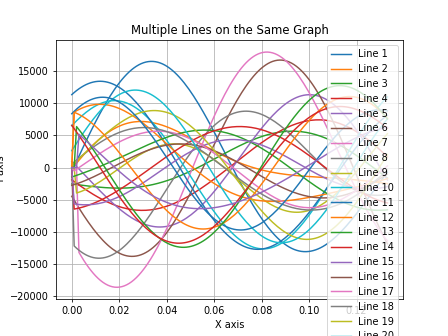 Multiple Lines on the Same Graph
15000
10000
5000
0
−5000
−10000
−15000
−20000
0.00
0.02
0.04
0.06
0.08
0.10
X axis
Line 1
Line 2
Line 3
Line 4
Line 5
Line 6
Line 7
Line 8
Line 9
Line 10
Line 11
Line 12
Line 13
Line 14
Line 15
Line 16
Line 17
Line 18
Line 19
Line 20